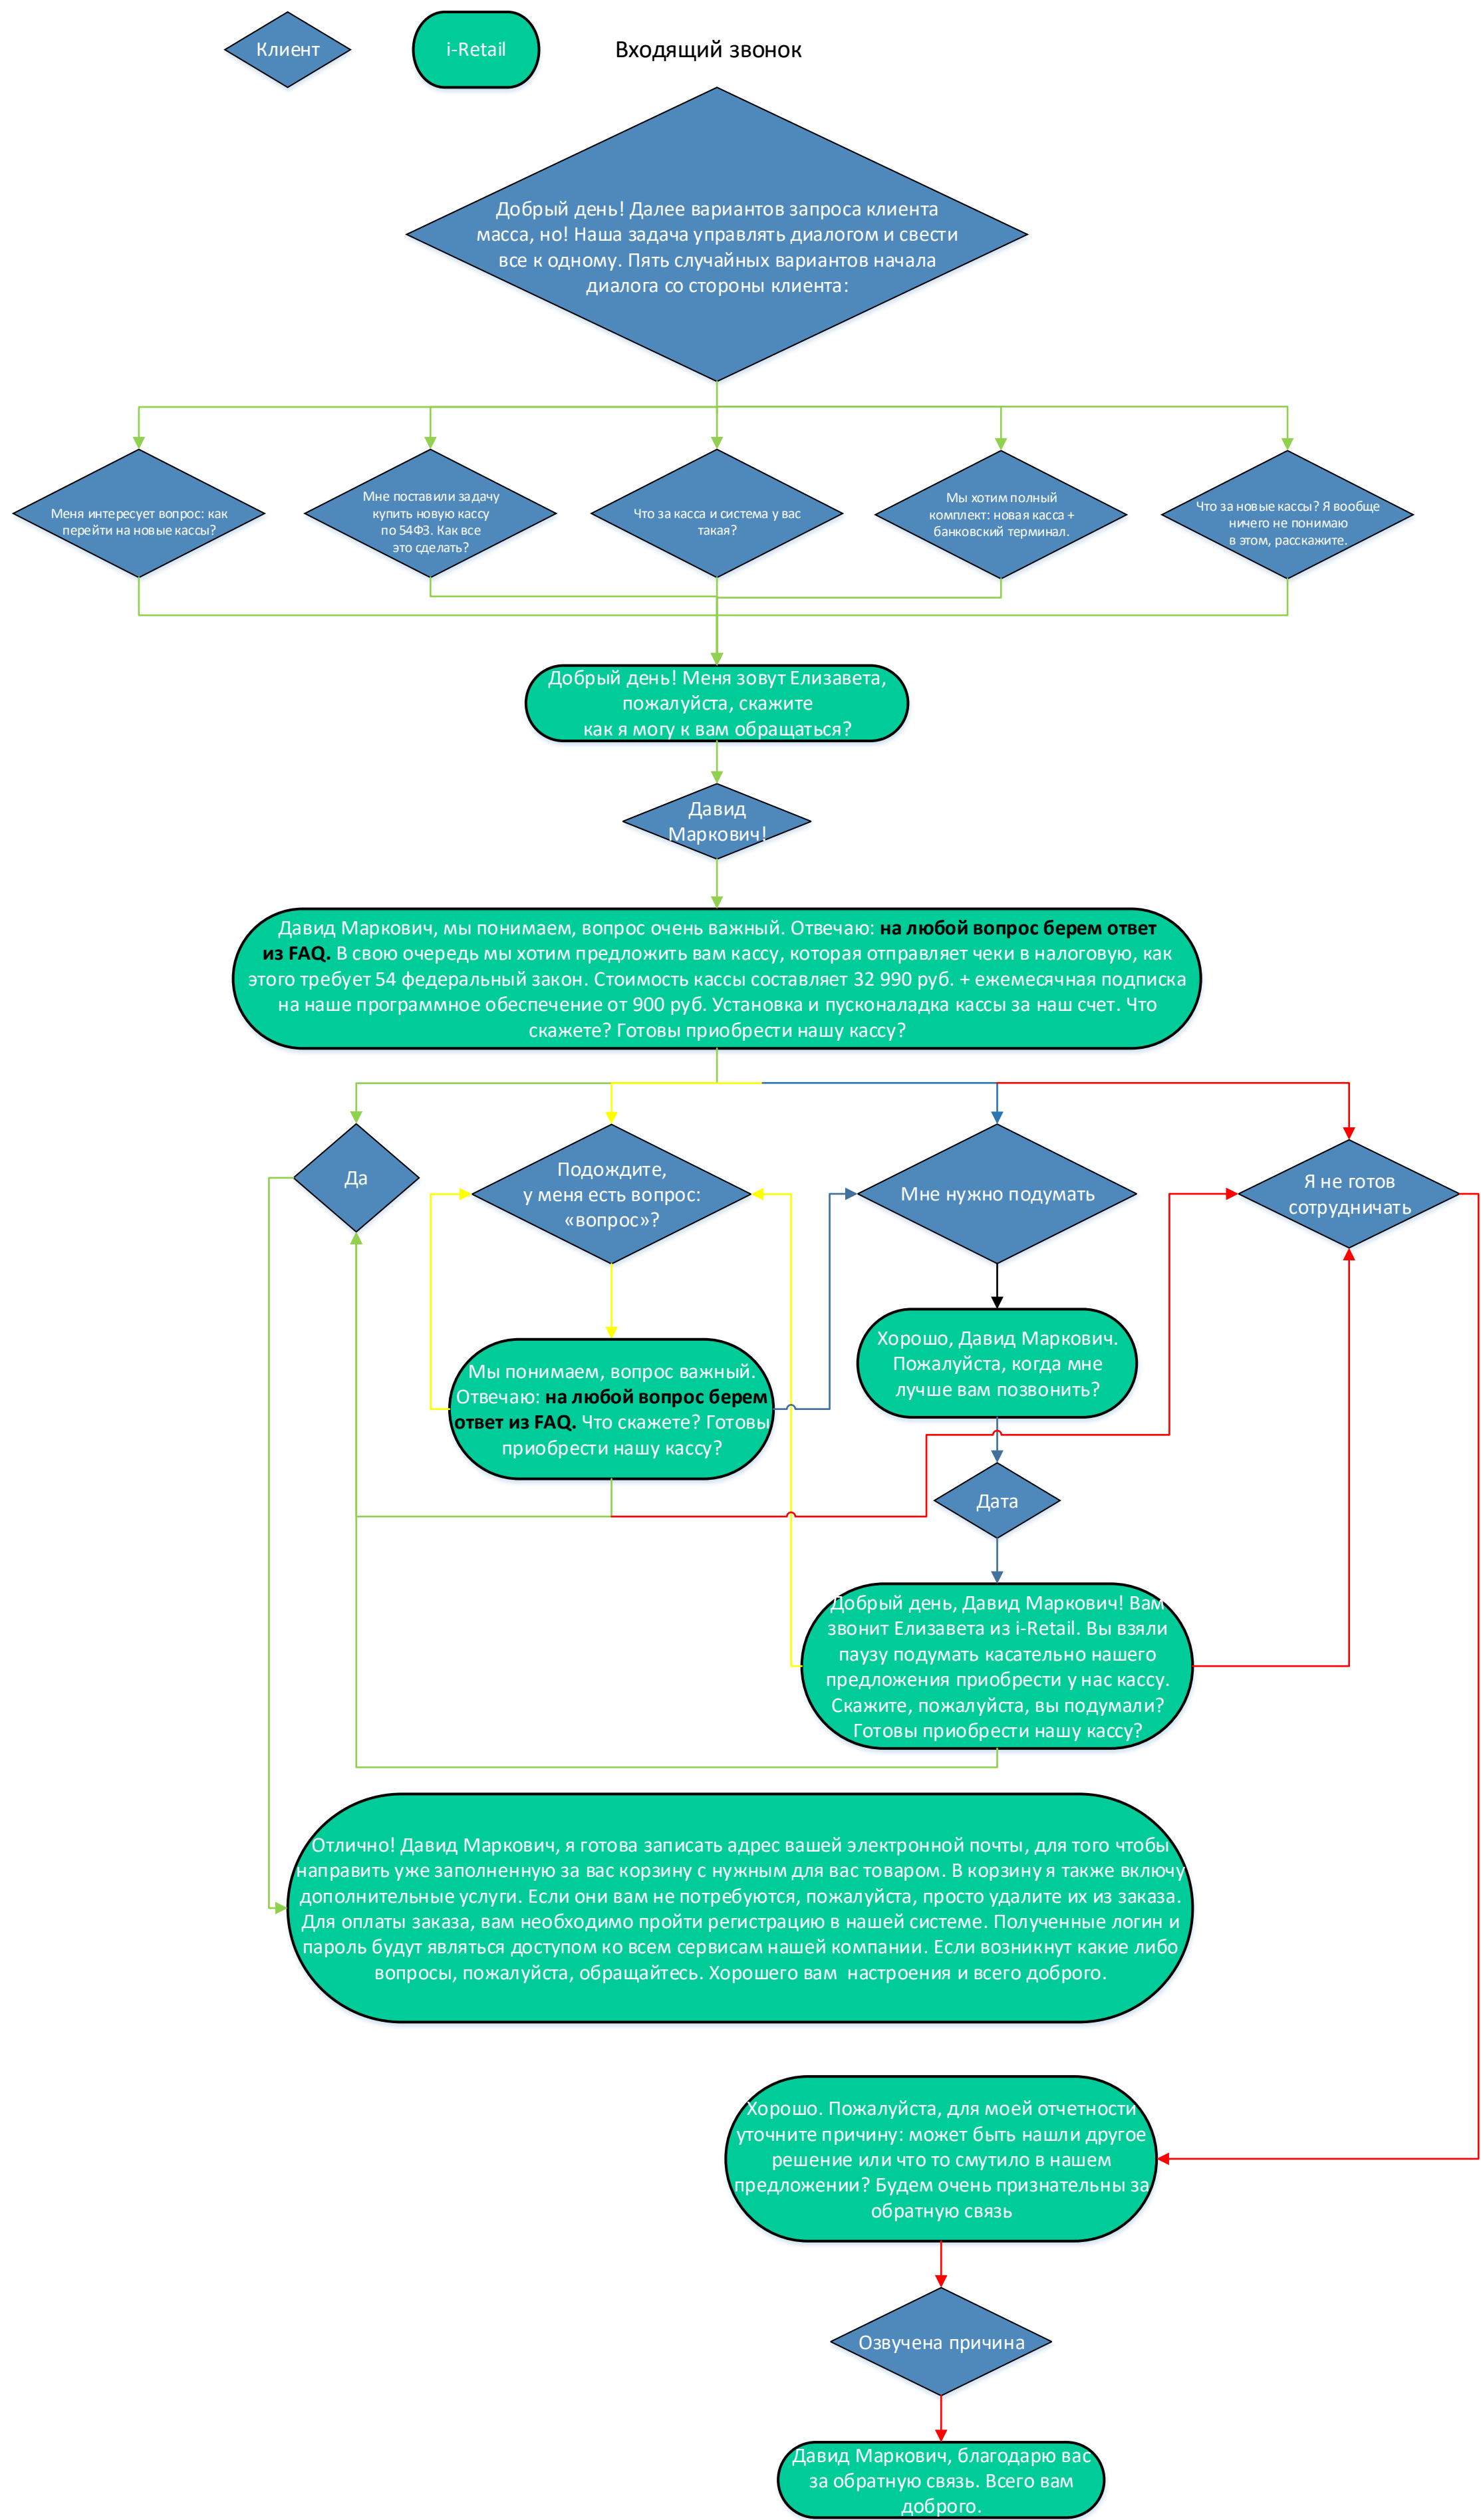 Клиент
i-Retail
Входящий звонок
Добрый день! Далее вариантов запроса клиента
масса, но! Наша задача управлять диалогом и свести
все к одному. Пять случайных вариантов начала
диалога со стороны клиента:
Меня интересует вопрос: как
перейти на новые кассы?
Мне поставили задачу
купить новую кассу
по 54ФЗ. Как все
это сделать?
Что за касса и система у вас
такая?
Мы хотим полный
комплект: новая касса +
банковский терминал.
Что за новые кассы? Я вообще
ничего не понимаю
в этом, расскажите.
Добрый день! Меня зовут Елизавета,
пожалуйста, скажите
как я могу к вам обращаться?
Давид
Маркович!
Давид Маркович, мы понимаем, вопрос очень важный. Отвечаю: на любой вопрос берем ответ
из FAQ. В свою очередь мы хотим предложить вам кассу, которая отправляет чеки в налоговую, как
этого требует 54 федеральный закон. Стоимость кассы составляет 32 990 руб. + ежемесячная подписка
на наше программное обеспечение от 900 руб. Установка и пусконаладка кассы за наш счет. Что
скажете? Готовы приобрести нашу кассу?
Да
Подождите,
у меня есть вопрос:
«вопрос»?
Мне нужно подумать
Я не готов
сотрудничать
Мы понимаем, вопрос важный.
Отвечаю: на любой вопрос берем
ответ из FAQ. Что скажете? Готовы
приобрести нашу кассу?
Хорошо, Давид Маркович.
Пожалуйста, когда мне
лучше вам позвонить?
Дата
Добрый день, Давид Маркович! Вам
звонит Елизавета из i-Retail. Вы взяли
паузу подумать касательно нашего
предложения приобрести у нас кассу.
Скажите, пожалуйста, вы подумали?
Готовы приобрести нашу кассу?
Отлично! Давид Маркович, я готова записать адрес вашей электронной почты, для того чтобы
направить уже заполненную за вас корзину с нужным для вас товаром. В корзину я также включу
дополнительные услуги. Если они вам не потребуются, пожалуйста, просто удалите их из заказа.
Для оплаты заказа, вам необходимо пройти регистрацию в нашей системе. Полученные логин и
пароль будут являться доступом ко всем сервисам нашей компании. Если возникнут какие либо
вопросы, пожалуйста, обращайтесь. Хорошего вам настроения и всего доброго.
Хорошо. Пожалуйста, для моей отчетности
уточните причину: может быть нашли другое
решение или что то смутило в нашем
предложении? Будем очень признательны за
обратную связь
Озвучена причина
Давид Маркович, благодарю вас
за обратную связь. Всего вам
доброго.